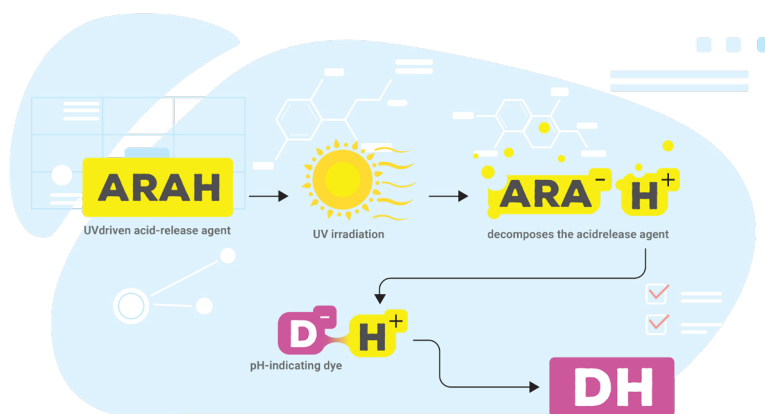 ARAH
UVdriven acid-release agent
UV irradiation
ARA−
H+
decomposes the acidrelease agent
D−
H+
pH-indicating dye
DH